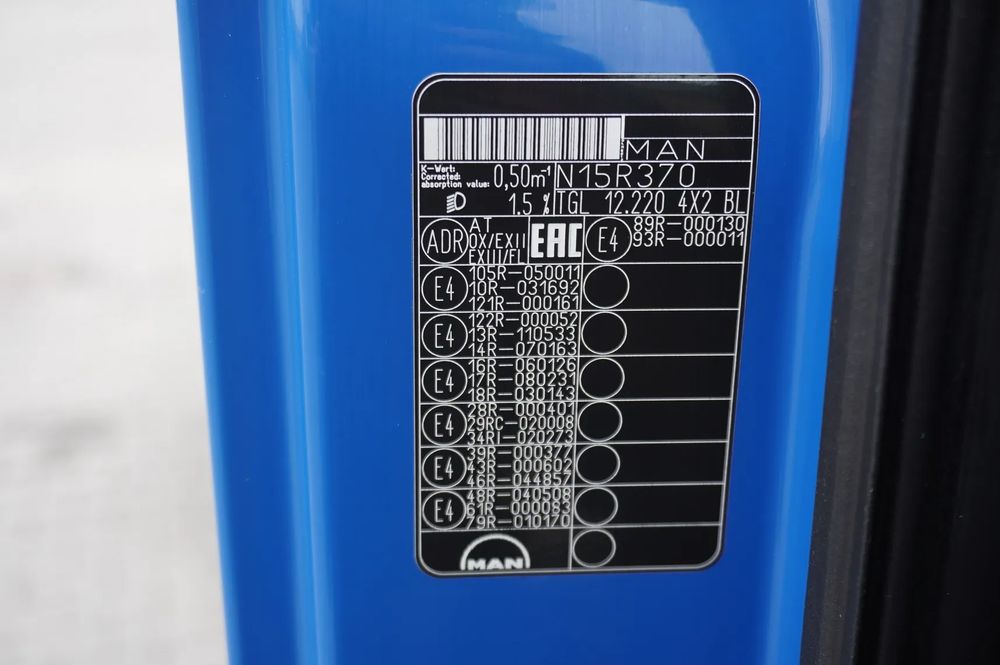 MAN
K-Wert:
Corrected
absorption value: 0,50m⁻¹
N15R370
1.5 %
TGL 12.220 4X2 BL
ADR
AT
OX/EXII
EXIII/FL
EAC
E4
89R-000130
93R-000011
E4
105R-050011
10R-031692
121R-000161
E4
122R-000052
13R-110533
14R-070163
E4
16R-060126
17R-080231
18R-030143
E4
28R-000401
29RC-020008
34RI-020273
E4
39R-000377
43R-000602
46R-044857
E4
48R-040508
61R-000083
79R-010170
MAN